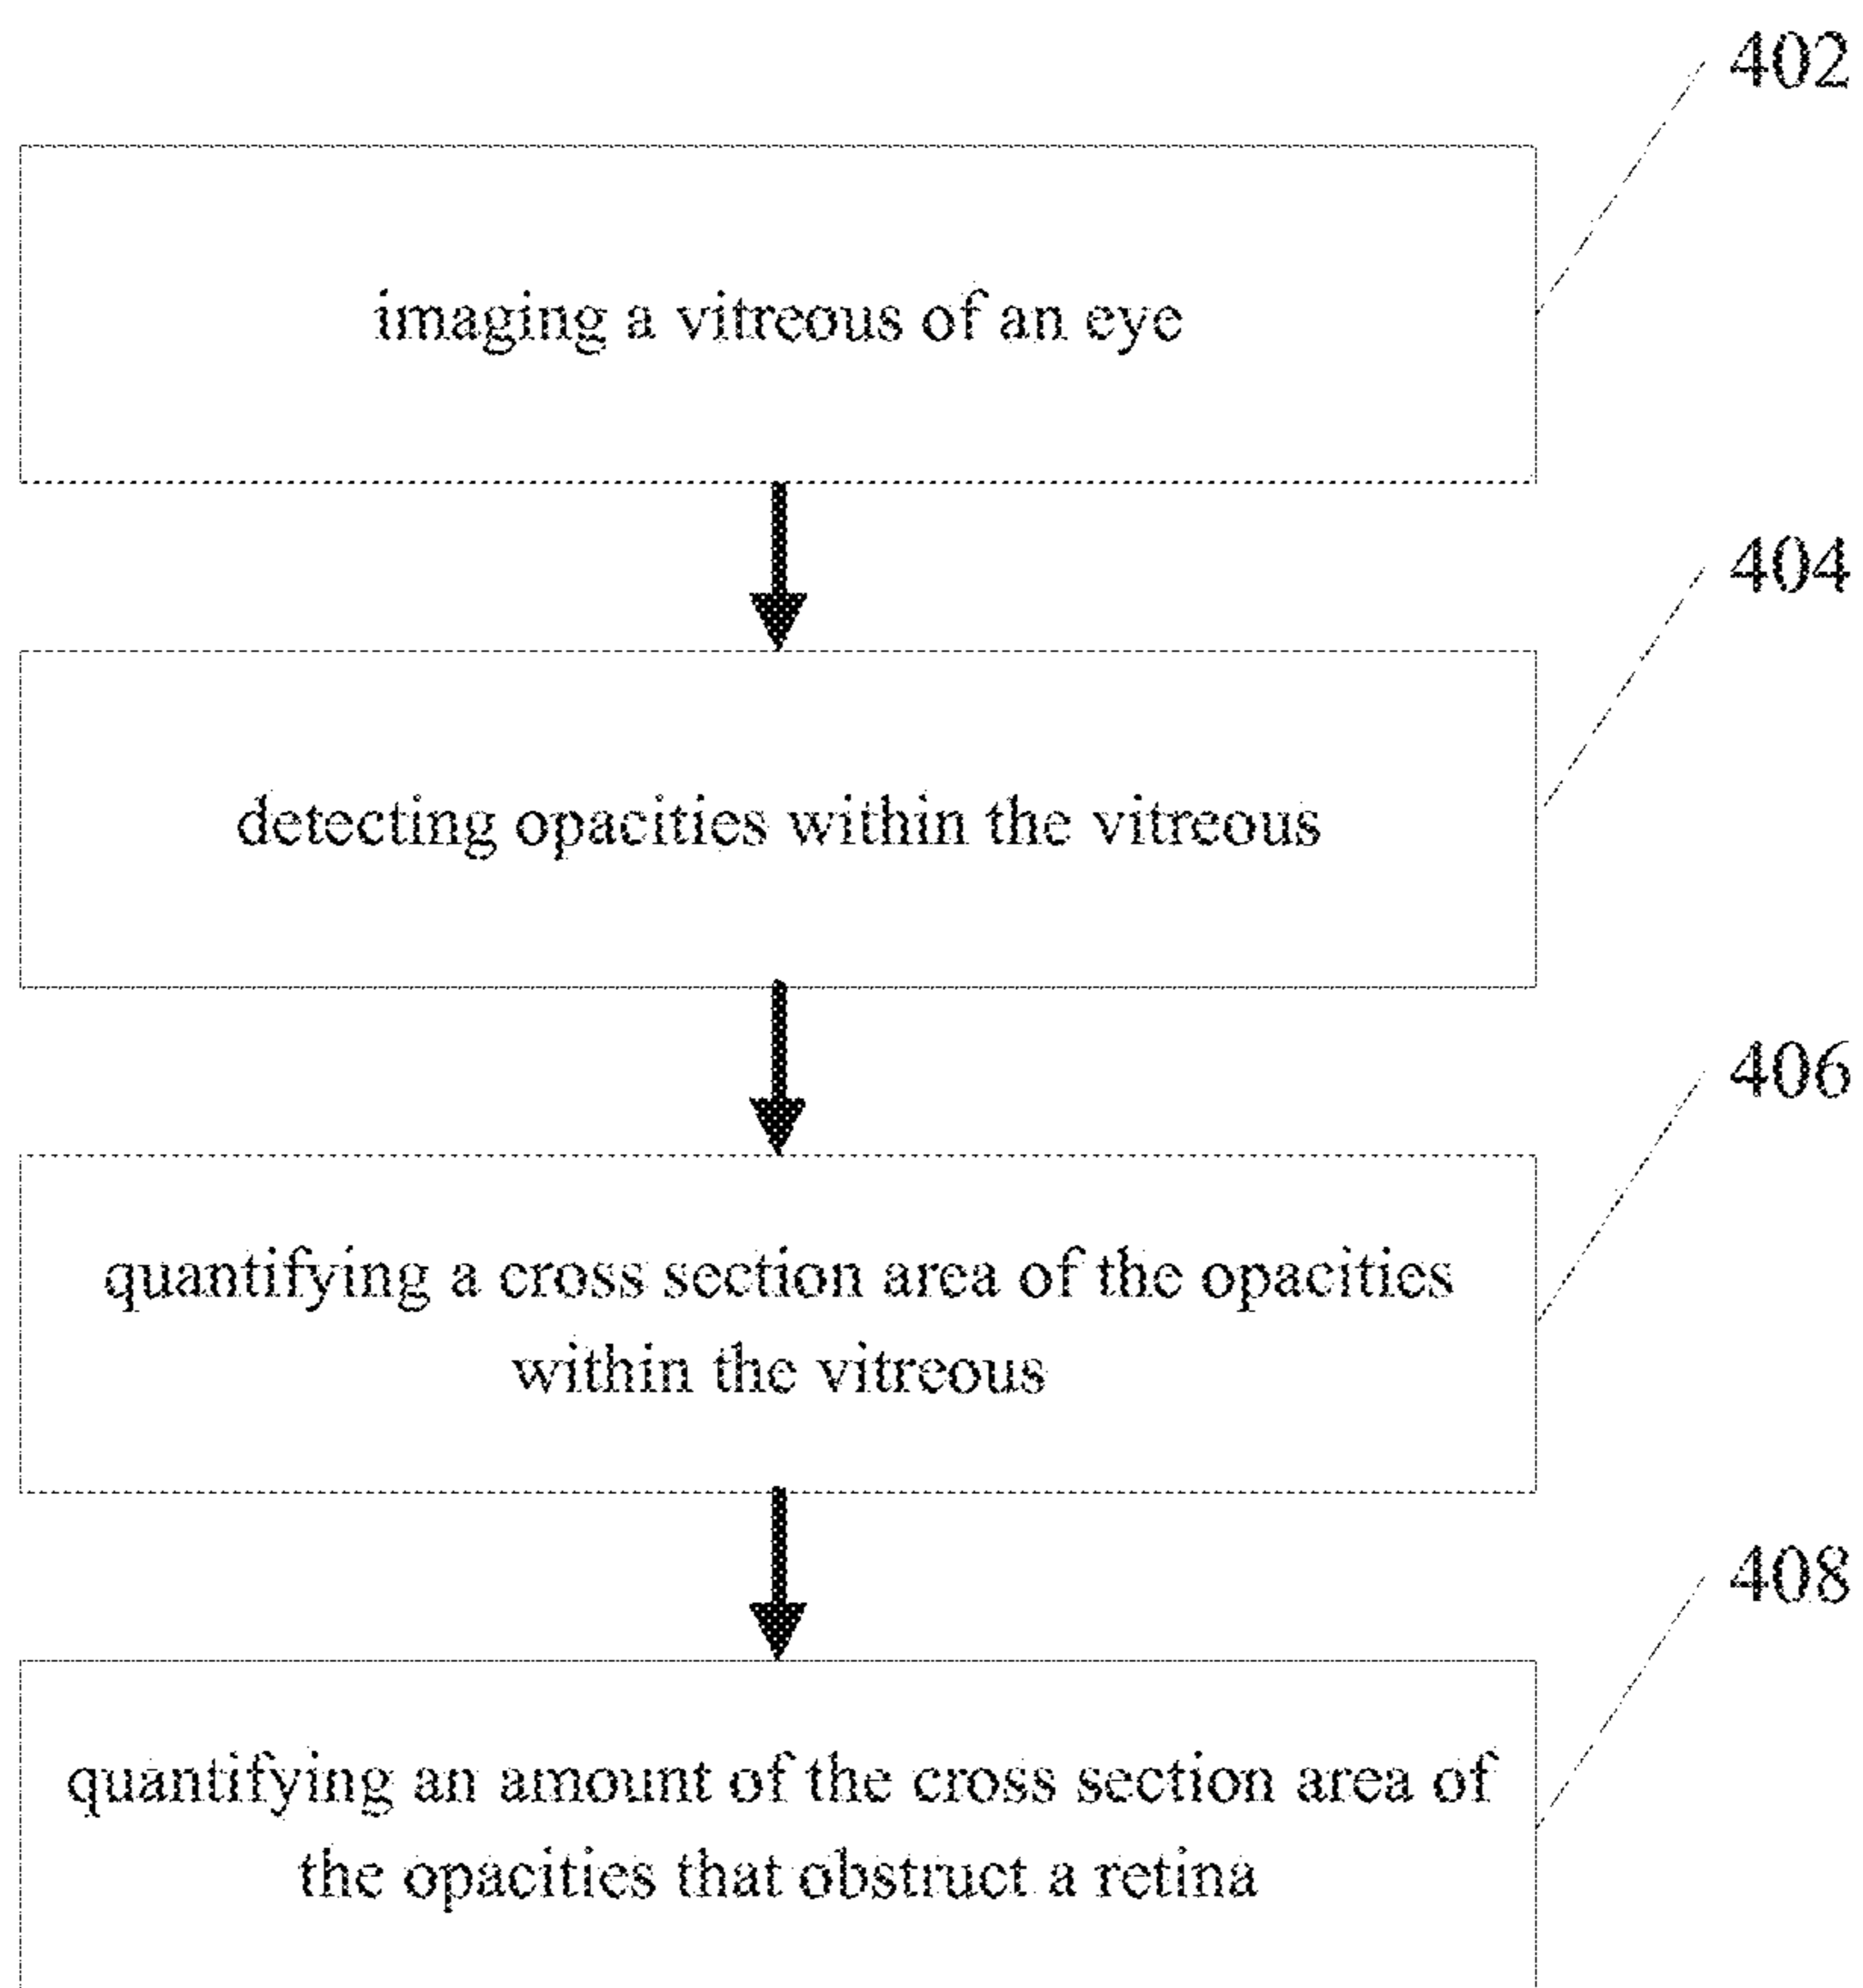 402
imaging a vitreous of an eye
404
detecting opacities within the vitreous
406
quantifying a cross section area of the opacities
within the vitreous
408
quantifying an amount of the cross section area of
the opacities that obstruct a retina